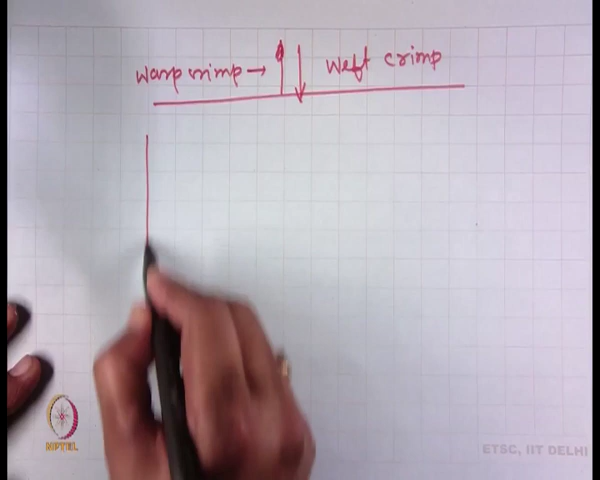 Warp crimp → ↑ ↓ Weft crimp
NPTEL
ETSC, IIT DELHI